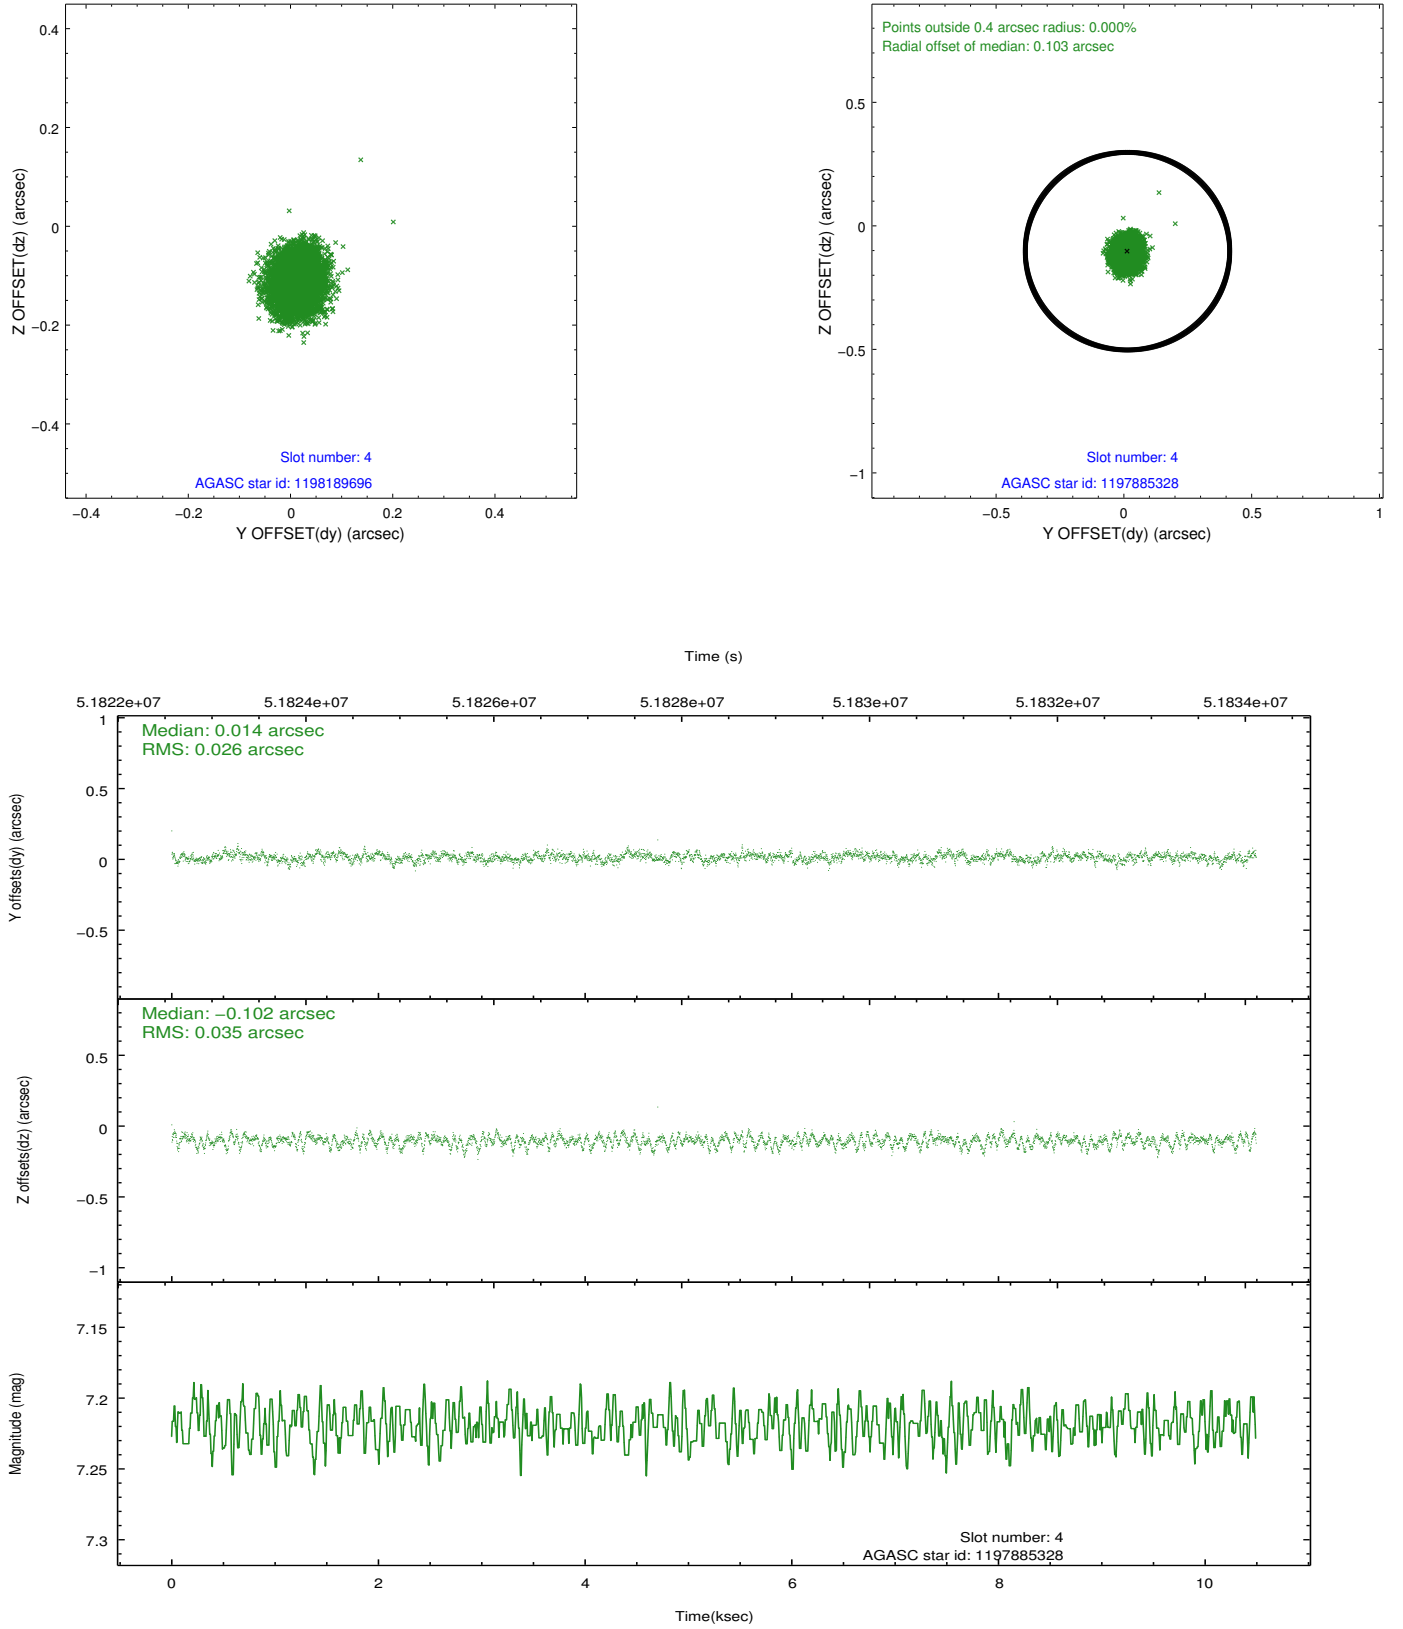 0.4
0.2
0
−0.2
−0.4
Z OFFSET(dz) (arcsec)
Slot number: 4
AGASC star id: 1198189696
−0.4 −0.2 0 0.2 0.4
Y OFFSET(dy) (arcsec)
Points outside 0.4 arcsec radius: 0.000%
Radial offset of median: 0.103 arcsec
0.5
0
−0.5
−1
Z OFFSET(dz) (arcsec)
Slot number: 4
AGASC star id: 1197885328
−0.5 0 0.5 1
Y OFFSET(dy) (arcsec)
Time (s)
5.1822e+07 5.1824e+07 5.1826e+07 5.1828e+07 5.183e+07 5.1832e+07 5.1834e+07
Median: 0.014 arcsec
RMS: 0.026 arcsec
1
0.5
0
−0.5
Y offsets(dy) (arcsec)
Median: −0.102 arcsec
RMS: 0.035 arcsec
0.5
0
−0.5
−1
Z offsets(dz) (arcsec)
7.15
7.2
7.25
7.3
Magnitude (mag)
Slot number: 4
AGASC star id: 1197885328
0 2 4 6 8 10
Time(ksec)